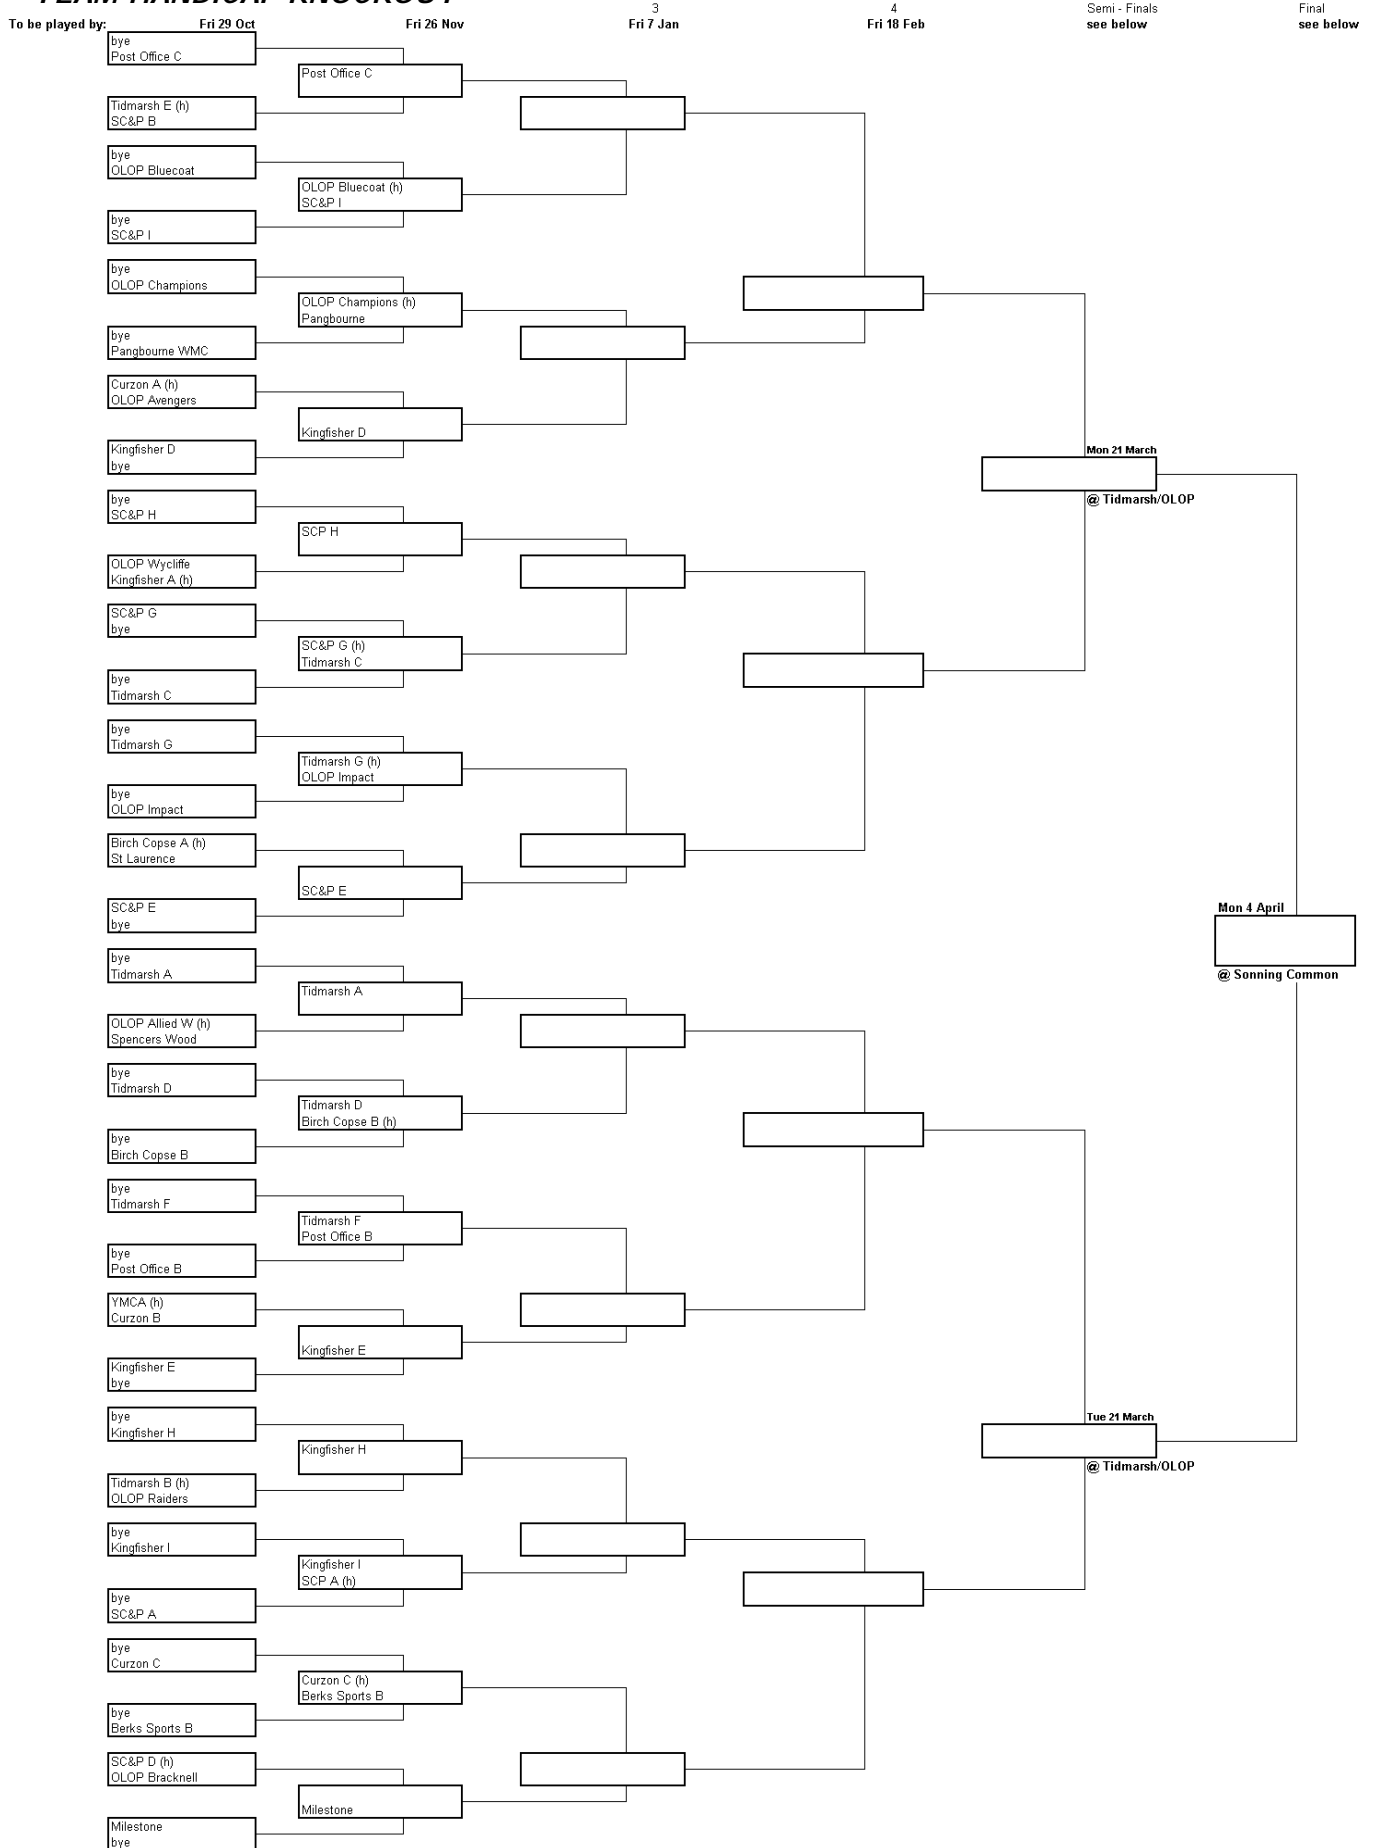 TEAM HANDICAP KNOCKOUT
3
4
Semi - Finals
Final
To be played by:
Fri 29 Oct
Fri 26 Nov
Fri 7 Jan
Fri 18 Feb
see below
see below
bye
Post Office C
Post Office C
Tidmarsh E (h)
SC&P B
bye
OLOP Bluecoat
OLOP Bluecoat (h)
SC&P I
bye
SC&P I
bye
OLOP Champions
OLOP Champions (h)
Pangbourne
bye
Pangbourne WMC
Curzon A (h)
OLOP Avengers
Kingfisher D
Kingfisher D
bye
Mon 21 March
@ Tidmarsh/OLOP
bye
SC&P H
SCP H
OLOP Wycliffe
Kingfisher A (h)
SC&P G
bye
SC&P G (h)
Tidmarsh C
bye
Tidmarsh C
bye
Tidmarsh G
Tidmarsh G (h)
OLOP Impact
bye
OLOP Impact
Birch Copse A (h)
St Laurence
SC&P E
SC&P E
bye
Mon 4 April
@ Sonning Common
bye
Tidmarsh A
Tidmarsh A
OLOP Allied W (h)
Spencers Wood
bye
Tidmarsh D
Tidmarsh D
Birch Copse B (h)
bye
Birch Copse B
bye
Tidmarsh F
Tidmarsh F
Post Office B
bye
Post Office B
YMCA (h)
Curzon B
Kingfisher E
Kingfisher E
bye
bye
Kingfisher H
Tue 21 March
@ Tidmarsh/OLOP
Kingfisher H
Tidmarsh B (h)
OLOP Raiders
bye
Kingfisher I
Kingfisher I
SCP A (h)
bye
SC&P A
bye
Curzon C
Curzon C (h)
Berks Sports B
bye
Berks Sports B
SC&P D (h)
OLOP Bracknell
Milestone
Milestone
bye